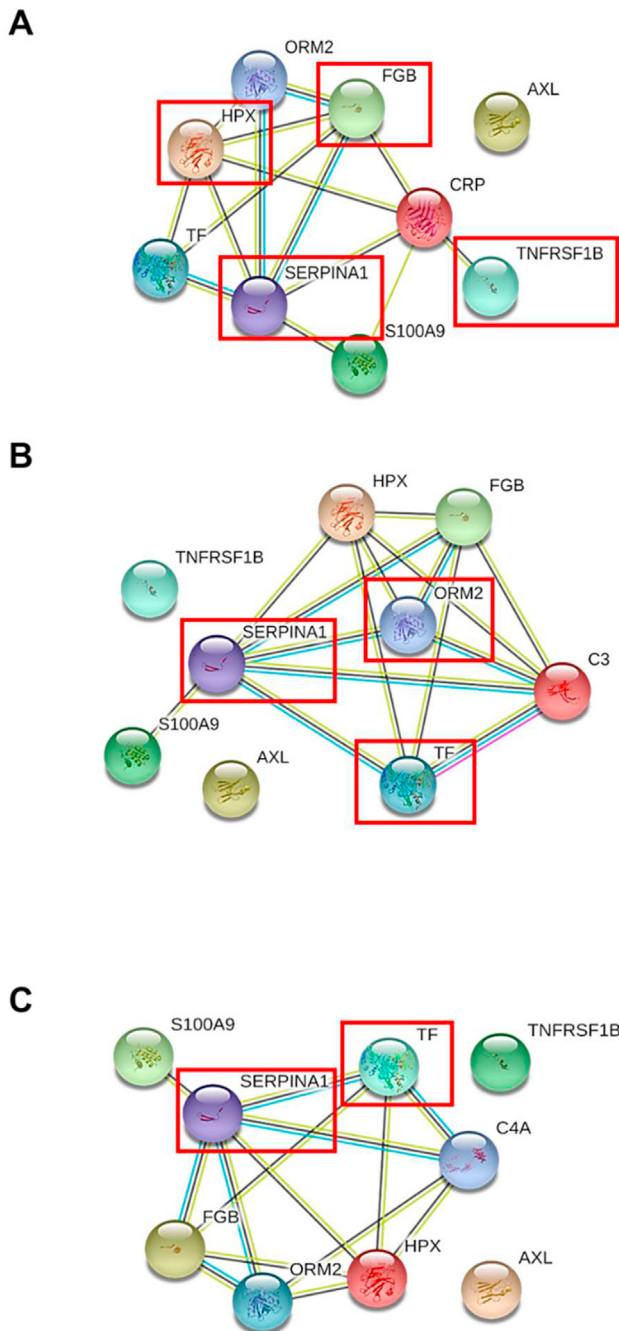 A
ORM2
FGB
AXL
HPX
CRP
TF
TNFRSF1B
SERPINA1
S100A9
B
HPX
FGB
TNFRSF1B
ORM2
SERPINA1
C3
S100A9
AXL
TF
C
S100A9
TF
TNFRSF1B
SERPINA1
C4A
FGB
HPX
ORM2
AXL